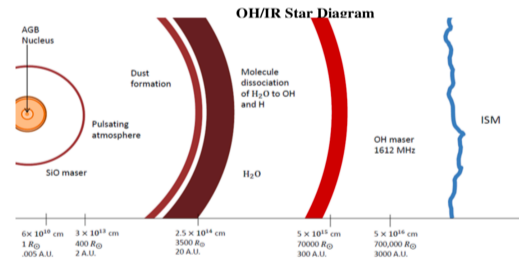 OH/IR Star Diagram
AGB
Nucleus
Dust
formation
Molecule
dissociation
of H₂O to OH
and H
Pulsating
atmosphere
ISM
OH maser
1612 MHz
SiO maser
H₂O
6× 10¹⁰ cm
1 R⊙
.005 A.U.
3 × 10¹³ cm
400 R⊙
2 A.U.
2.5 × 10¹⁴ cm
3500 R⊙
20 A.U.
5 × 10¹⁵ cm
70000 R⊙
300 A.U.
5 × 10¹⁶ cm
700,000 R⊙
3000 A.U.